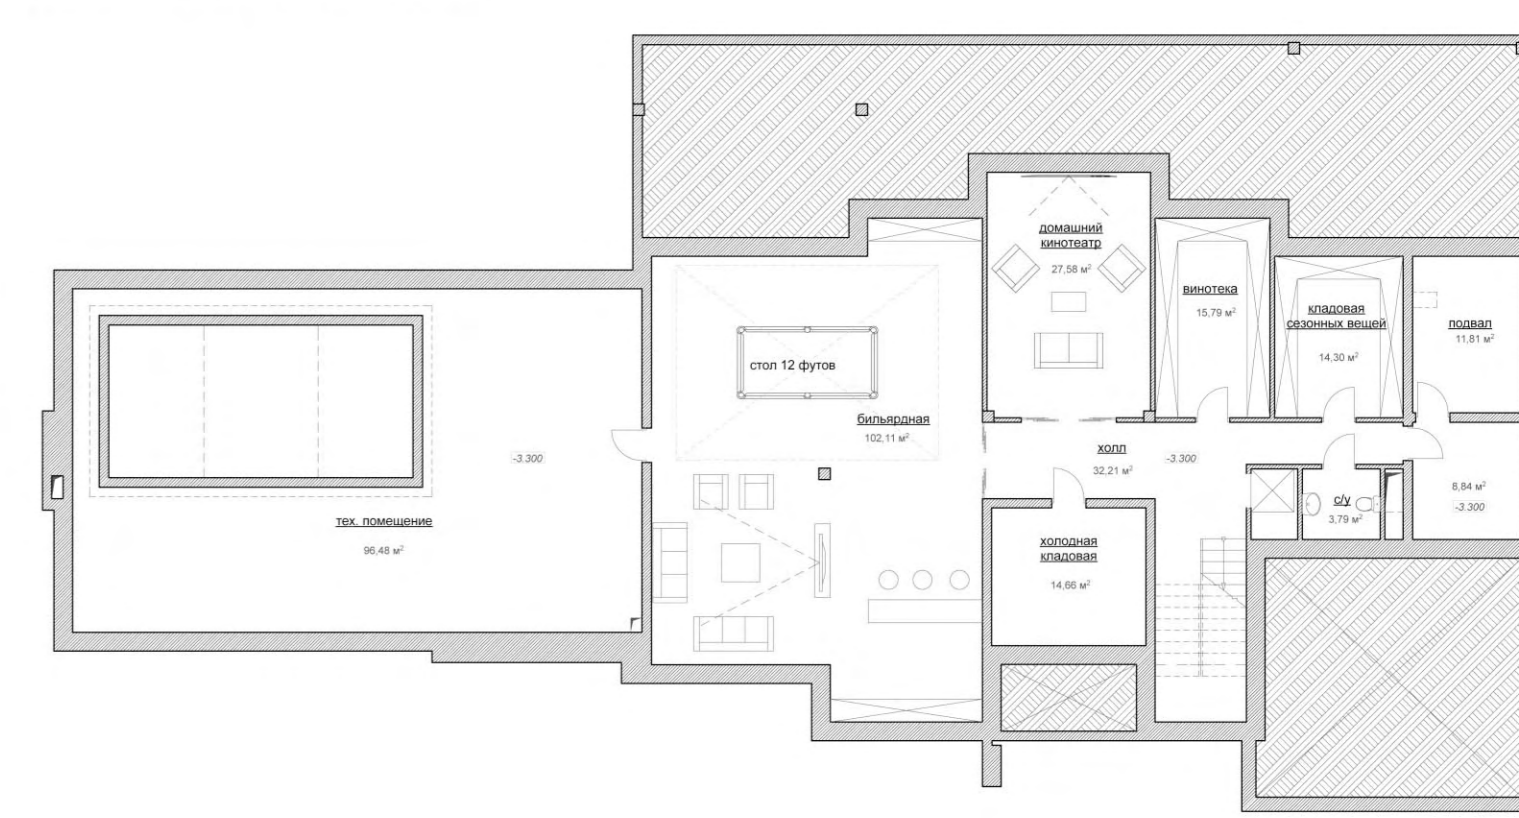 домашний
кинотеатр
27,58 м²
винотека
15,79 м²
кладовая
сезонных вещей
14,30 м²
подвал
11,81 м²
стол 12 футов
бильярдная
102,11 м²
холл
32,21 м²
-3.300
-3.300
8,84 м²
-3.300
с/у
3,79 м²
тех. помещение
96,48 м²
холодная
кладовая
14,66 м²